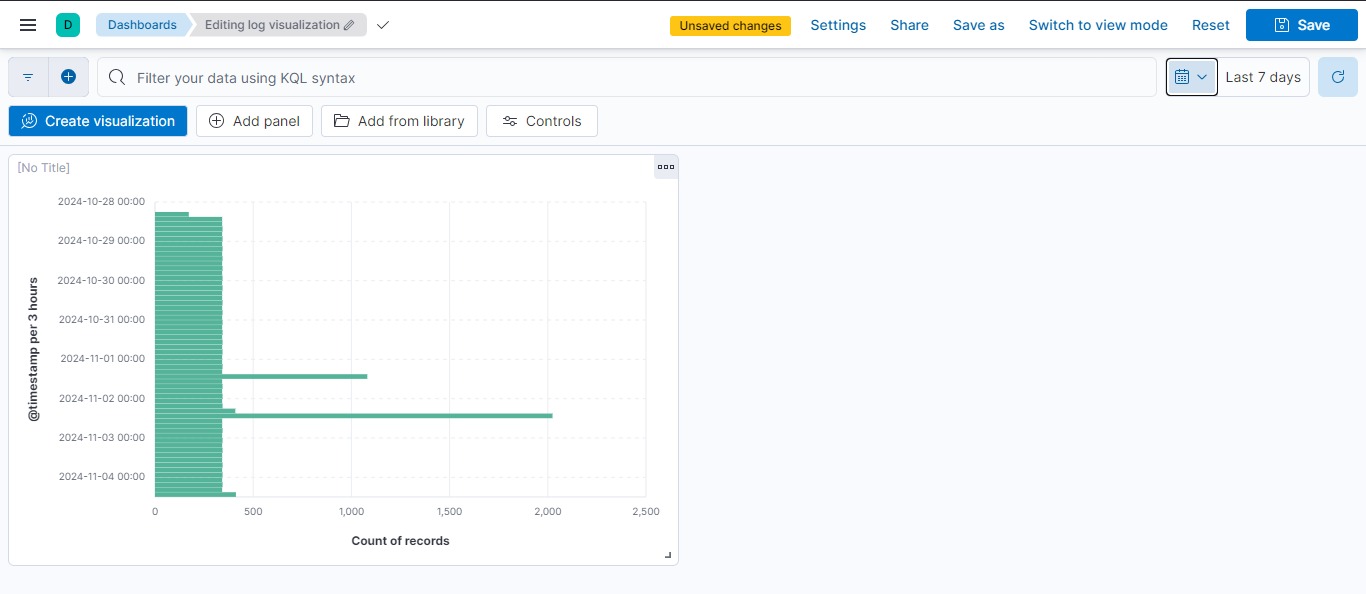 D Dashboards Editing log visualization Unsaved changes Settings Share Save as Switch to view mode Reset Save
Filter your data using KQL syntax Last 7 days
Create visualization Add panel Add from library Controls
[No Title]
@timestamp per 3 hours
2024-10-28 00:00
2024-10-29 00:00
2024-10-30 00:00
2024-10-31 00:00
2024-11-01 00:00
2024-11-02 00:00
2024-11-03 00:00
2024-11-04 00:00
0 500 1,000 1,500 2,000 2,500
Count of records